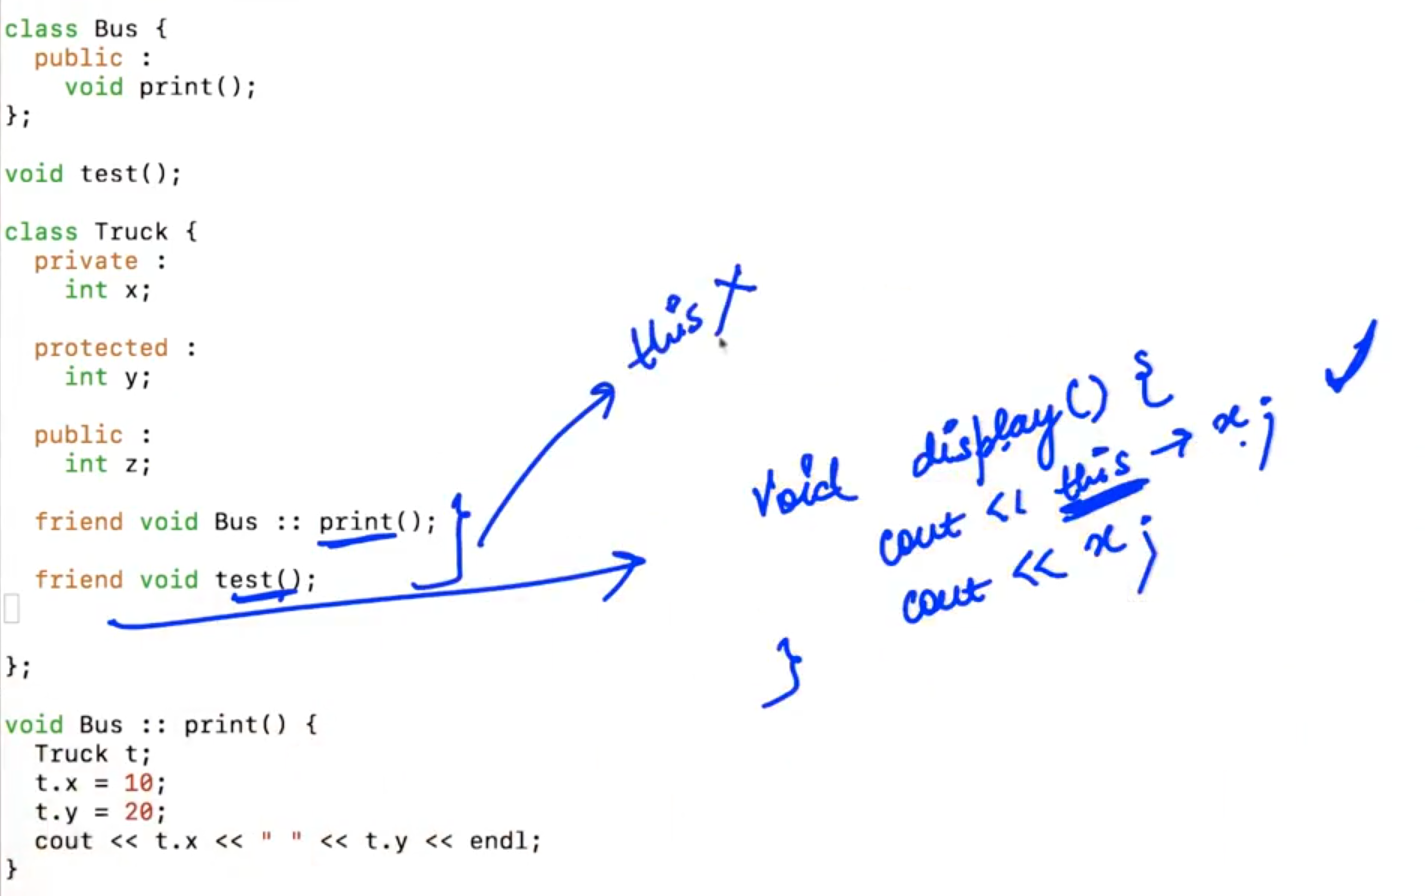 class Bus {
public :
void print();
};
void test();
class Truck {
private :
int x;
protected :
int y;
public :
int z;
friend void Bus :: print();
friend void test();
};
void Bus :: print() {
Truck t;
t.x = 10;
t.y = 20;
cout << t.x << " " << t.y << endl;
}
this
void display() {
cout << this → x;
cout << x;
}